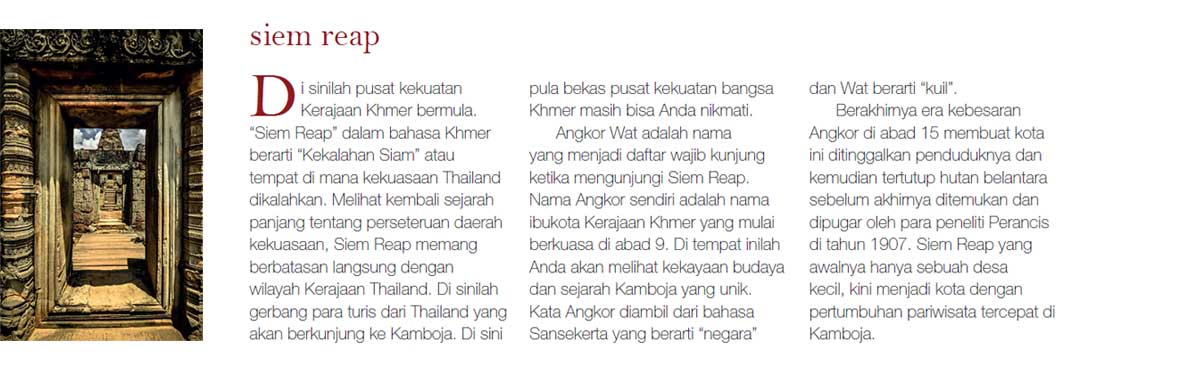 siem reap
Di sinilah pusat kekuatan
Kerajaan Khmer bermula.
“Siem Reap” dalam bahasa Khmer
berarti “Kekalahan Siam” atau
tempat di mana kekuasaan Thailand
dikalahkan. Melihat kembali sejarah
panjang tentang perseteruan daerah
kekuasaan, Siem Reap memang
berbatasan langsung dengan
wilayah Kerajaan Thailand. Di sinilah
gerbang para turis dari Thailand yang
akan berkunjung ke Kamboja. Di sini
pula bekas pusat kekuatan bangsa
Khmer masih bisa Anda nikmati.
Angkor Wat adalah nama
yang menjadi daftar wajib kunjung
ketika mengunjungi Siem Reap.
Nama Angkor sendiri adalah nama
ibukota Kerajaan Khmer yang mulai
berkuasa di abad 9. Di tempat inilah
Anda akan melihat kekayaan budaya
dan sejarah Kamboja yang unik.
Kata Angkor diambil dari bahasa
Sansekerta yang berarti “negara”
dan Wat berarti “kuil”.
Berakhirnya era kebesaran
Angkor di abad 15 membuat kota
ini ditinggalkan penduduknya dan
kemudian tertutup hutan belantara
sebelum akhirnya ditemukan dan
dipugar oleh para peneliti Perancis
di tahun 1907. Siem Reap yang
awalnya hanya sebuah desa
kecil, kini menjadi kota dengan
pertumbuhan pariwisata tercepat di
Kamboja.